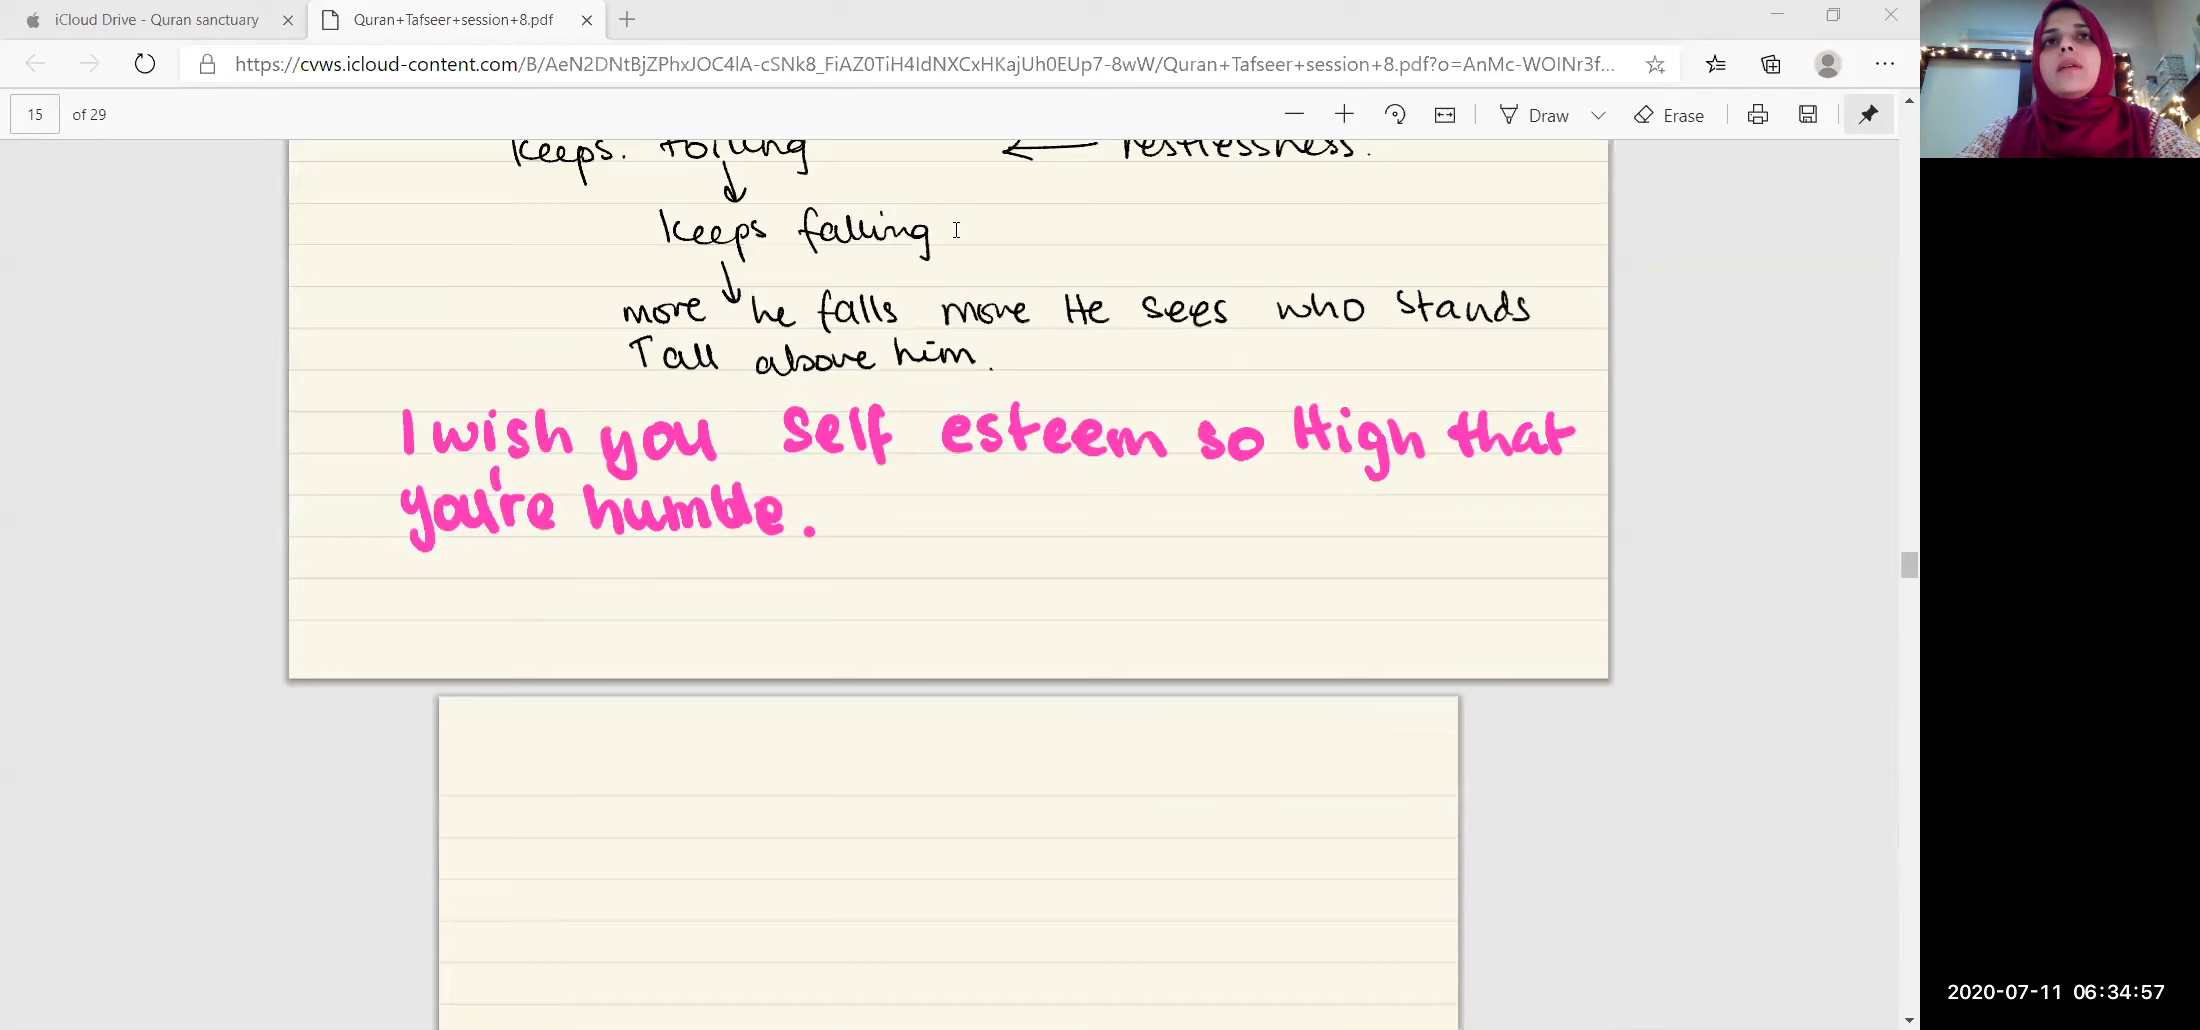 iCloud Drive - Quran sanctuary
Quran+Tafseer+session+8.pdf
https://cvws.icloud-content.com/B/AeN2DNtBjZPhxJOC4lA-cSNk8_FiAZ0TiH4IdNXCxHKajUh0EUp7-8wW/Quran+Tafseer+session+8.pdf?o=AnMc-WOlNr3f...
15 of 29
Draw
Erase
keeps. falling restlessness.
keeps falling
more he falls more He sees who stands
Tall above him.
I wish you self esteem so High that
you're humble.
2020-07-11 06:34:57